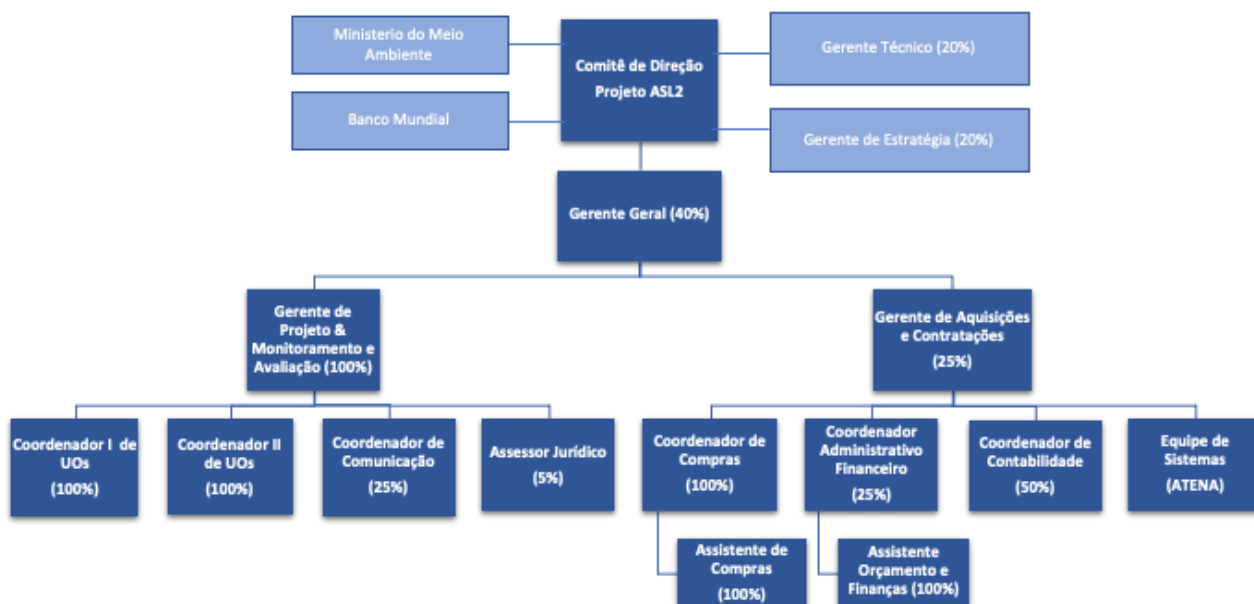 Ministerio do Meio
Ambiente
Banco Mundial
Comitê de Direção
Projeto ASL2
Gerente Técnico (20%)
Gerente de Estratégia (20%)
Gerente Geral (40%)
Gerente de
Projeto &
Monitoramento e
Avaliação (100%)
Gerente de Aquisições
e Contratações
(25%)
Coordenador I de
UOs
(100%)
Coordenador II
de UOs
(100%)
Coordenador de
Comunicação
(25%)
Assessor Jurídico
(5%)
Coordenador de
Compras
(100%)
Coordenador
Administrativo
Financeiro
(25%)
Coordenador de
Contabilidade
(50%)
Equipe de
Sistemas
(ATENA)
Assistente de
Compras
(100%)
Assistente
Orçamento e
Finanças (100%)